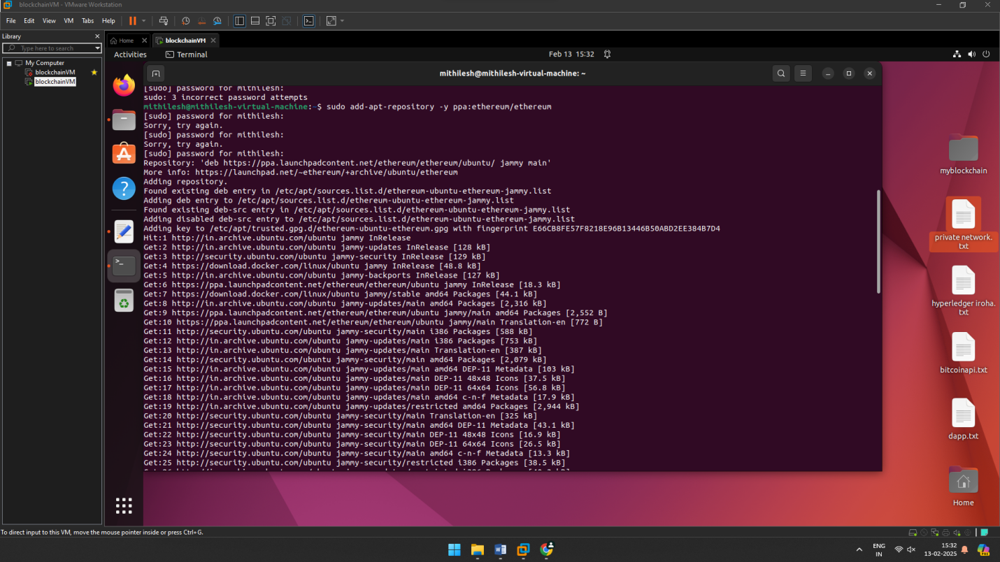 blockchainVM - VMware Workstation
File Edit View VM Tabs Help
Library
Type here to search
My Computer
blockchainVM
blockchainVM
Home
blockchainVM
Activities
Terminal
Feb 13 15:32
mithilesh@mithilesh-virtual-machine: ~
[sudo] password for mithilesh:
sudo: 3 incorrect password attempts
mithilesh@mithilesh-virtual-machine:~$ sudo add-apt-repository -y ppa:ethereum/ethereum
[sudo] password for mithilesh:
Sorry, try again.
[sudo] password for mithilesh:
Sorry, try again.
[sudo] password for mithilesh:
Repository: 'deb https://ppa.launchpadcontent.net/ethereum/ethereum/ubuntu/ jammy main'
More info: https://launchpad.net/~ethereum/+archive/ubuntu/ethereum
Adding repository.
Found existing deb entry in /etc/apt/sources.list.d/ethereum-ubuntu-ethereum-jammy.list
Adding deb entry to /etc/apt/sources.list.d/ethereum-ubuntu-ethereum-jammy.list
Found existing deb-src entry in /etc/apt/sources.list.d/ethereum-ubuntu-ethereum-jammy.list
Adding disabled deb-src entry to /etc/apt/sources.list.d/ethereum-ubuntu-ethereum-jammy.list
Adding key to /etc/apt/trusted.gpg.d/ethereum-ubuntu-ethereum.gpg with fingerprint E66CB8FE57F8218E96B13446B50ABD2EE384B7D4
Hit:1 http://in.archive.ubuntu.com/ubuntu jammy InRelease
Get:2 http://in.archive.ubuntu.com/ubuntu jammy-updates InRelease [128 kB]
Get:3 http://security.ubuntu.com/ubuntu jammy-security InRelease [129 kB]
Get:4 https://download.docker.com/linux/ubuntu jammy InRelease [48.8 kB]
Get:5 http://in.archive.ubuntu.com/ubuntu jammy-backports InRelease [127 kB]
Get:6 https://ppa.launchpadcontent.net/ethereum/ethereum/ubuntu jammy InRelease [18.3 kB]
Get:7 https://download.docker.com/linux/ubuntu jammy/stable amd64 Packages [44.1 kB]
Get:8 http://in.archive.ubuntu.com/ubuntu jammy-updates/main amd64 Packages [2,316 kB]
Get:9 https://ppa.launchpadcontent.net/ethereum/ethereum/ubuntu jammy/main amd64 Packages [2,552 B]
Get:10 https://ppa.launchpadcontent.net/ethereum/ethereum/ubuntu jammy/main Translation-en [772 B]
Get:11 http://security.ubuntu.com/ubuntu jammy-security/main i386 Packages [588 kB]
Get:12 http://in.archive.ubuntu.com/ubuntu jammy-updates/main i386 Packages [753 kB]
Get:13 http://in.archive.ubuntu.com/ubuntu jammy-updates/main Translation-en [387 kB]
Get:14 http://security.ubuntu.com/ubuntu jammy-security/main amd64 Packages [2,079 kB]
Get:15 http://in.archive.ubuntu.com/ubuntu jammy-updates/main amd64 DEP-11 Metadata [103 kB]
Get:16 http://in.archive.ubuntu.com/ubuntu jammy-updates/main DEP-11 48x48 Icons [37.5 kB]
Get:17 http://in.archive.ubuntu.com/ubuntu jammy-updates/main DEP-11 64x64 Icons [56.8 kB]
Get:18 http://in.archive.ubuntu.com/ubuntu jammy-updates/main amd64 c-n-f Metadata [17.9 kB]
Get:19 http://in.archive.ubuntu.com/ubuntu jammy-updates/restricted amd64 Packages [2,944 kB]
Get:20 http://security.ubuntu.com/ubuntu jammy-security/main Translation-en [325 kB]
Get:21 http://security.ubuntu.com/ubuntu jammy-security/main amd64 DEP-11 Metadata [43.1 kB]
Get:22 http://security.ubuntu.com/ubuntu jammy-security/main DEP-11 48x48 Icons [16.9 kB]
Get:23 http://security.ubuntu.com/ubuntu jammy-security/main DEP-11 64x64 Icons [26.5 kB]
Get:24 http://security.ubuntu.com/ubuntu jammy-security/main amd64 c-n-f Metadata [13.3 kB]
Get:25 http://security.ubuntu.com/ubuntu jammy-security/restricted i386 Packages [38.5 kB]
myblockchain
private network.
txt
hyperledger iroha.
txt
bitcoinapi.txt
dapp.txt
Home
To direct input to this VM, move the mouse pointer inside or press Ctrl+G.
ENG
IN
15:32
13-02-2025